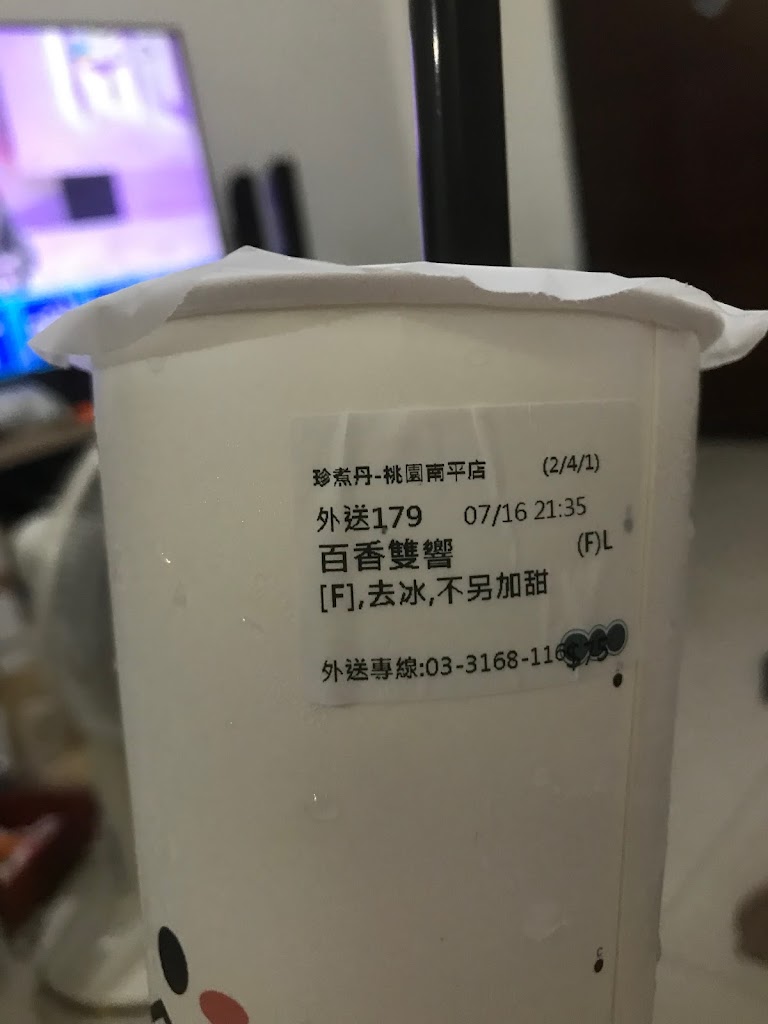 珍煮丹-桃園南平店 (2/4/1)
外送179 07/16 21:35
百香雙響 (F)L
[F],去冰,不另加甜
外送專線:03-3168-116 $75